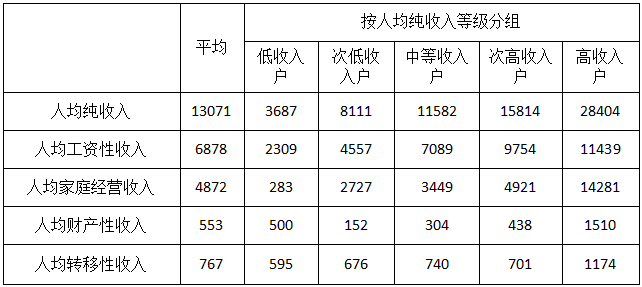 平均
按人均纯收入等级分组
低收入户
次低收入户
中等收入户
次高收入户
高收入户
人均纯收入 13071 3687 8111 11582 15814 28404
人均工资性收入 6878 2309 4557 7089 9754 11439
人均家庭经营收入 4872 283 2727 3449 4921 14281
人均财产性收入 553 500 152 304 438 1510
人均转移性收入 767 595 676 740 701 1174